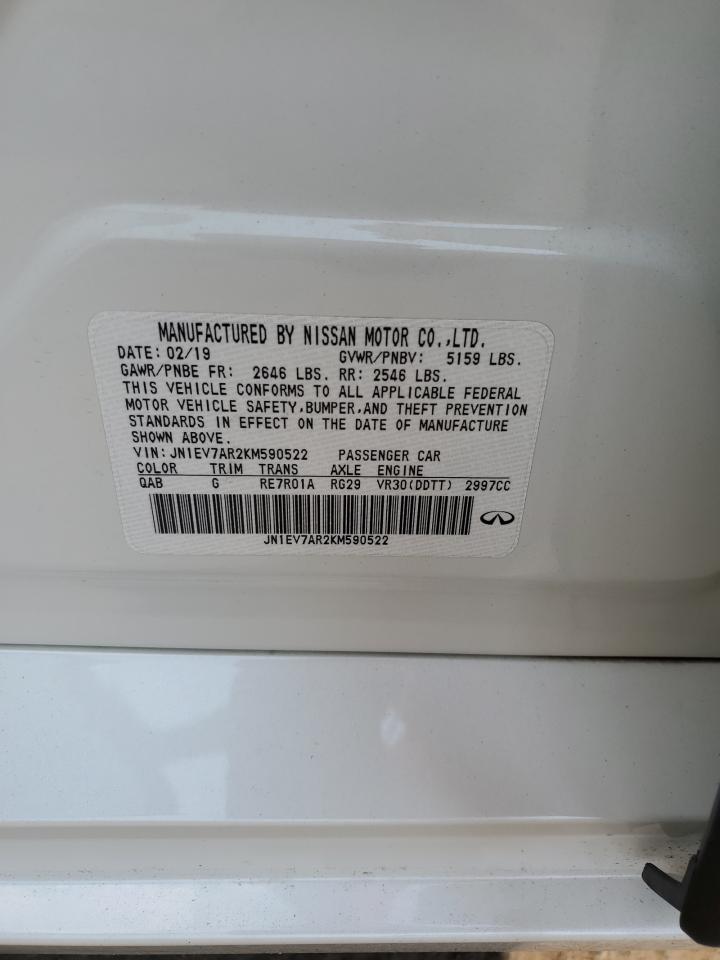 MANUFACTURED BY NISSAN MOTOR CO.,LTD.
DATE: 02/19 GVWR/PNBV: 5159 LBS.
GAWR/PNBE FR: 2646 LBS. RR: 2546 LBS.
THIS VEHICLE CONFORMS TO ALL APPLICABLE FEDERAL
MOTOR VEHICLE SAFETY,BUMPER,AND THEFT PREVENTION
STANDARDS IN EFFECT ON THE DATE OF MANUFACTURE
SHOWN ABOVE.
VIN: JN1EV7AR2KM590522 PASSENGER CAR
COLOR TRIM TRANS AXLE ENGINE
QAB G RE7R01A RG29 VR30(DDTT) 2997CC
JN1EV7AR2KM590522